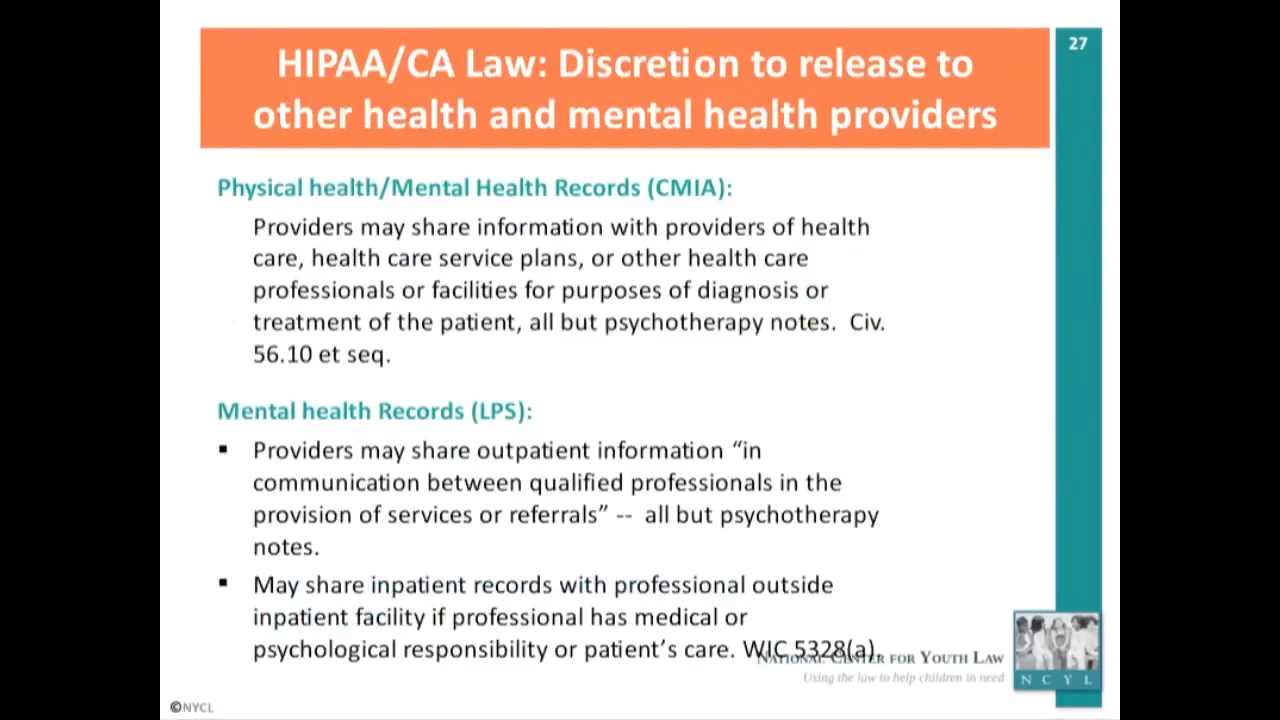 27
HIPAA/CA Law: Discretion to release to
other health and mental health providers
Physical health/Mental Health Records (CMIA):
Providers may share information with providers of health
care, health care service plans, or other health care
professionals or facilities for purposes of diagnosis or
treatment of the patient, all but psychotherapy notes.  Civ.
56.10 et seq.
Mental health Records (LPS):
▪ Providers may share outpatient information “in
communication between qualified professionals in the
provision of services or referrals” --  all but psychotherapy
notes.
▪ May share inpatient records with professional outside
inpatient facility if professional has medical or
psychological responsibility or patient’s care. WIC 5328(a).
National Center for Youth Law
Using the law to help children in need
NCYL
©NYCL